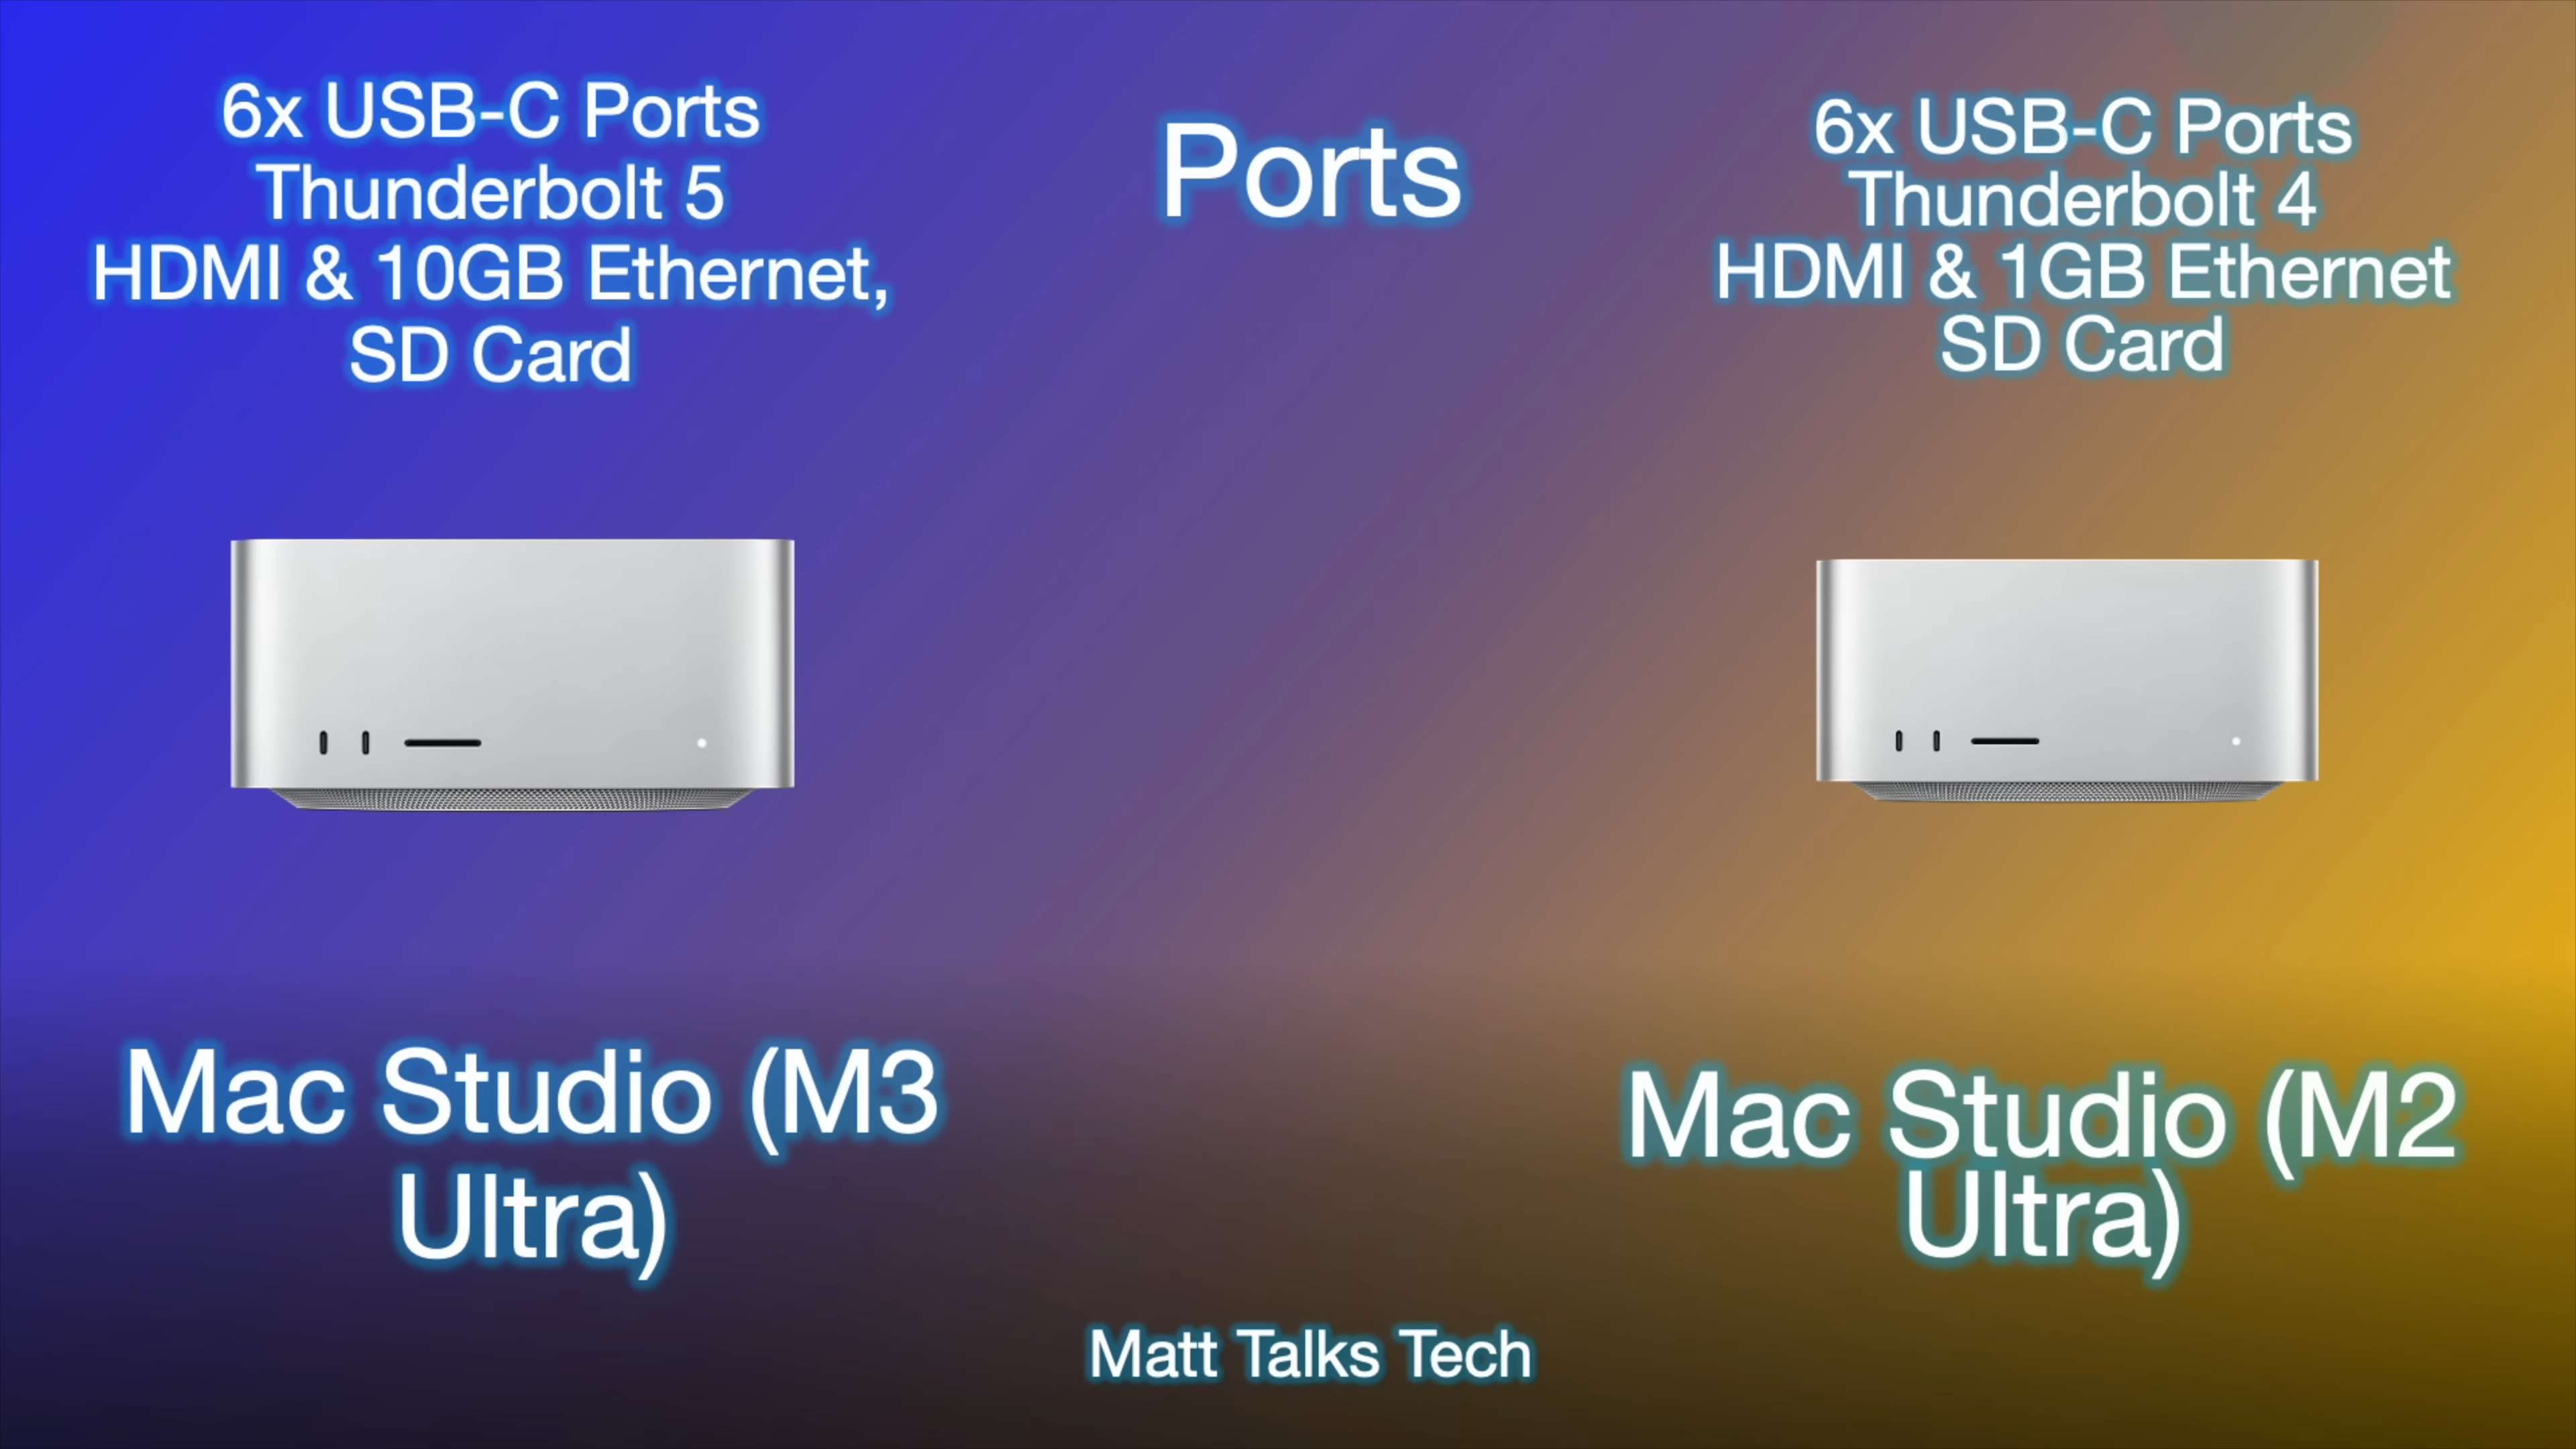 6x USB-C Ports
Thunderbolt 5
HDMI & 10GB Ethernet,
SD Card
Ports
6x USB-C Ports
Thunderbolt 4
HDMI & 1GB Ethernet
SD Card
Mac Studio (M3
Ultra)
Mac Studio (M2
Ultra)
Matt Talks Tech